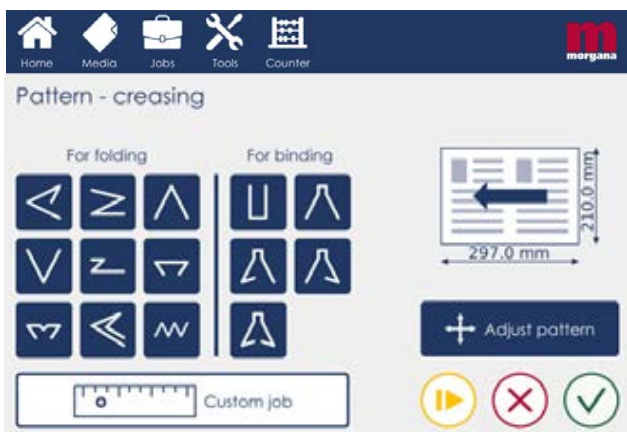 Home Media Jobs Tools Counter
m
morgana
Pattern - creasing
For folding For binding
297.0 mm
210.0 mm
Adjust pattern
Custom job